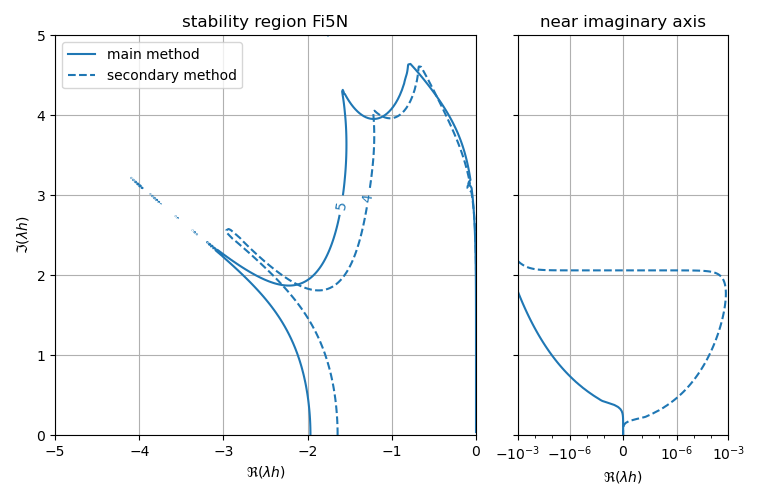 stability region Fi5N
near imaginary axis
main method
secondary method
5
4
3
2
1
0
5
4
−5
−4
−3
−2
−1
0
ℜ(λh)
ℑ(λh)
−10⁻³
−10⁻⁶
0
10⁻⁶
10⁻³
ℜ(λh)